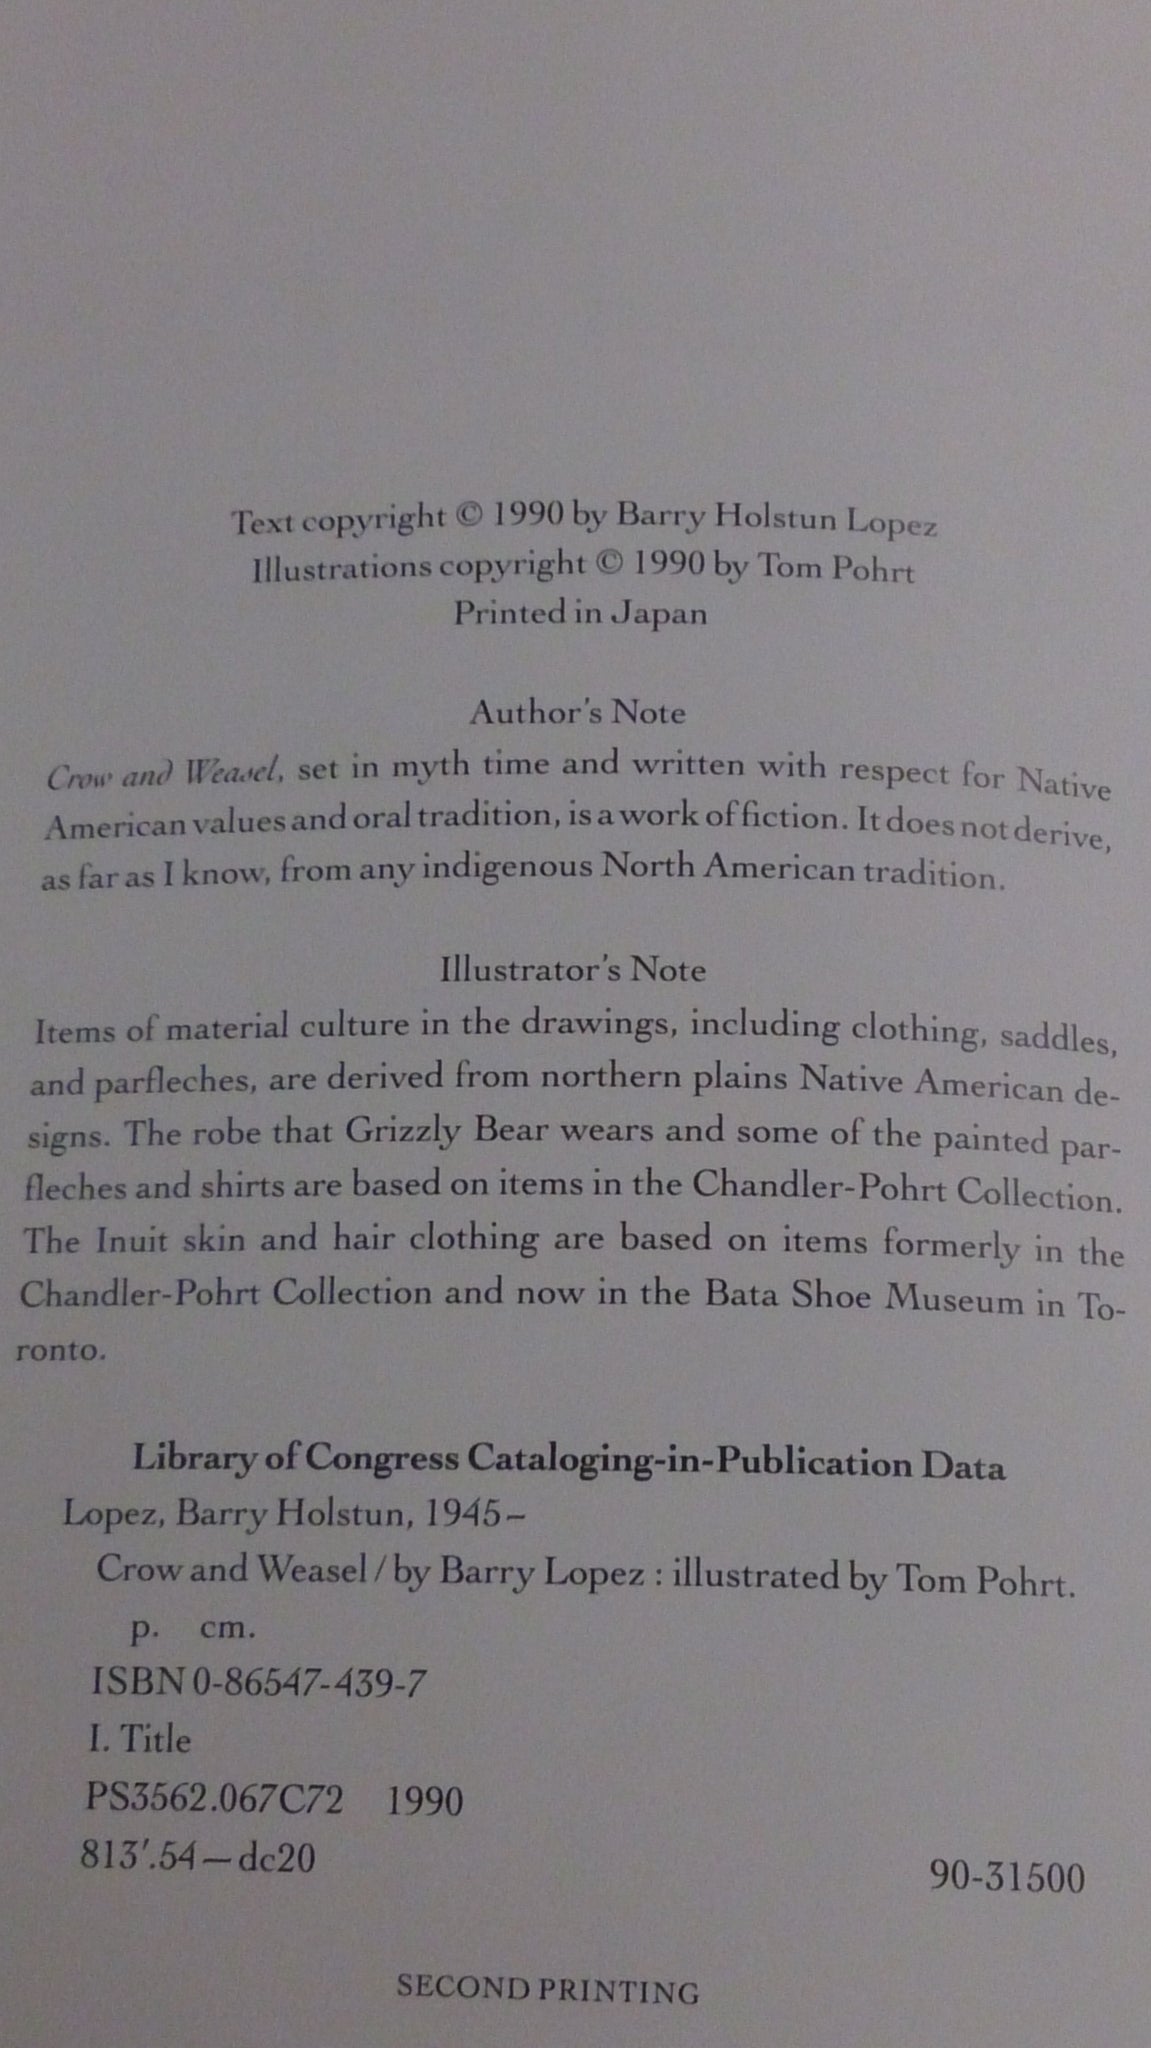 Text copyright © 1990 by Barry Holstun Lopez
Illustrations copyright © 1990 by Tom Pohrt
Printed in Japan
Author's Note
Crow and Weasel, set in myth time and written with respect for Native
American values and oral tradition, is a work of fiction. It does not derive,
as far as I know, from any indigenous North American tradition.
Illustrator's Note
Items of material culture in the drawings, including clothing, saddles,
and parfleches, are derived from northern plains Native American de-
signs. The robe that Grizzly Bear wears and some of the painted par-
fleches and shirts are based on items in the Chandler-Pohrt Collection.
The Inuit skin and hair clothing are based on items formerly in the
Chandler-Pohrt Collection and now in the Bata Shoe Museum in To-
ronto.
Library of Congress Cataloging-in-Publication Data
Lopez, Barry Holstun, 1945–
Crow and Weasel / by Barry Lopez : illustrated by Tom Pohrt.
p. cm.
ISBN 0-86547-439-7
I. Title
PS3562.067C72 1990
813'.54—dc20
90-31500
SECOND PRINTING